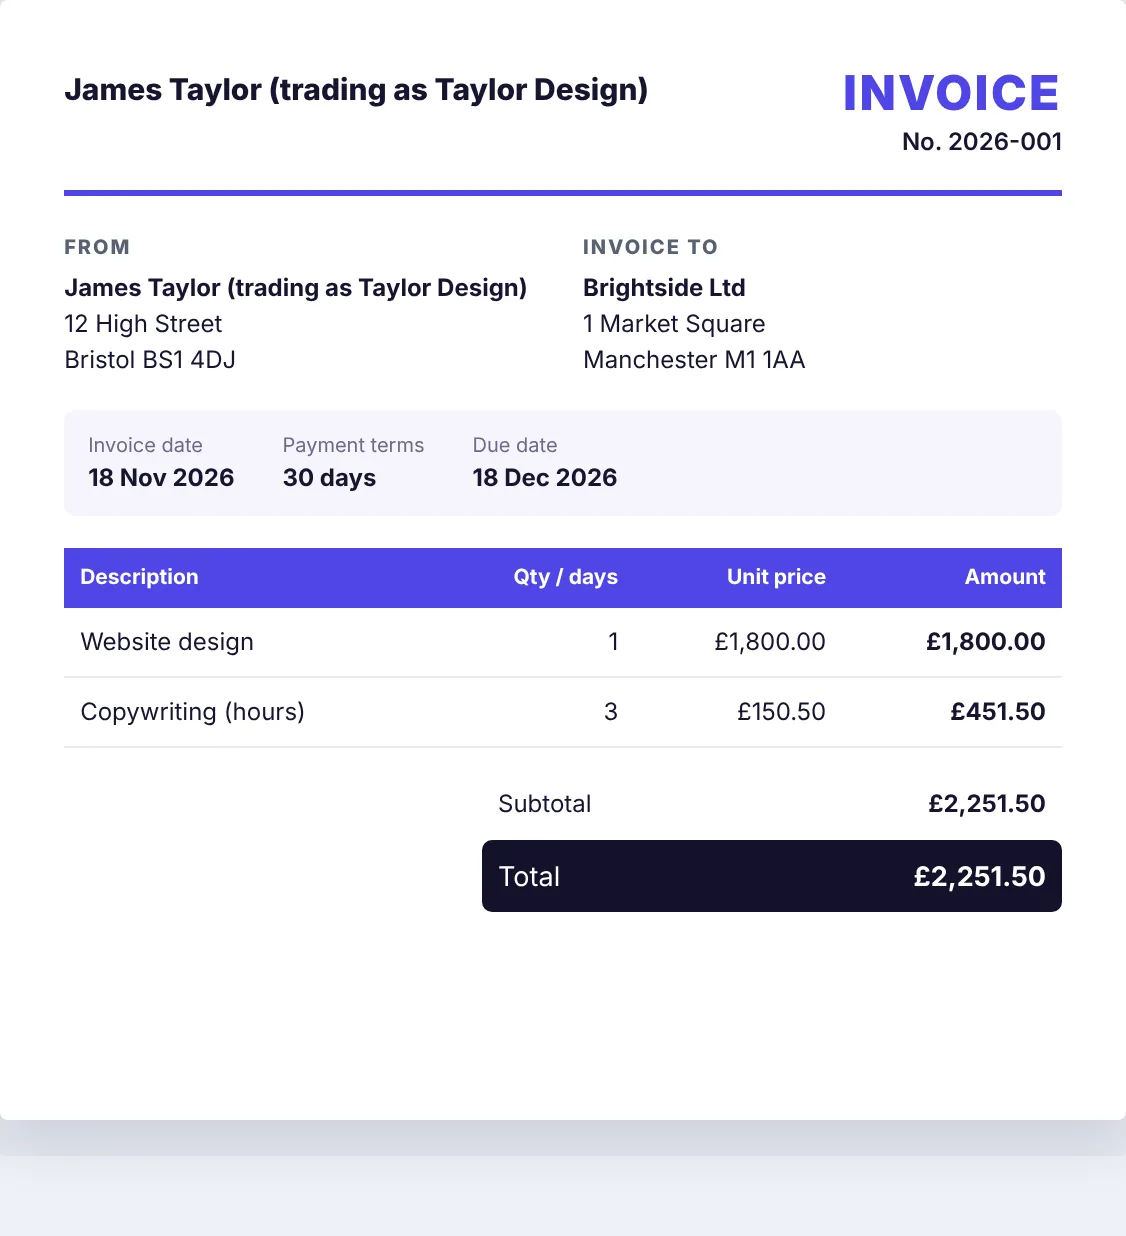 James Taylor (trading as Taylor Design)
INVOICE
No. 2026-001
FROM
James Taylor (trading as Taylor Design)
12 High Street
Bristol BS1 4DJ
INVOICE TO
Brightside Ltd
1 Market Square
Manchester M1 1AA
Invoice date
18 Nov 2026
Payment terms
30 days
Due date
18 Dec 2026
Description Qty / days Unit price Amount
Website design 1 £1,800.00 £1,800.00
Copywriting (hours) 3 £150.50 £451.50
Subtotal £2,251.50
Total £2,251.50